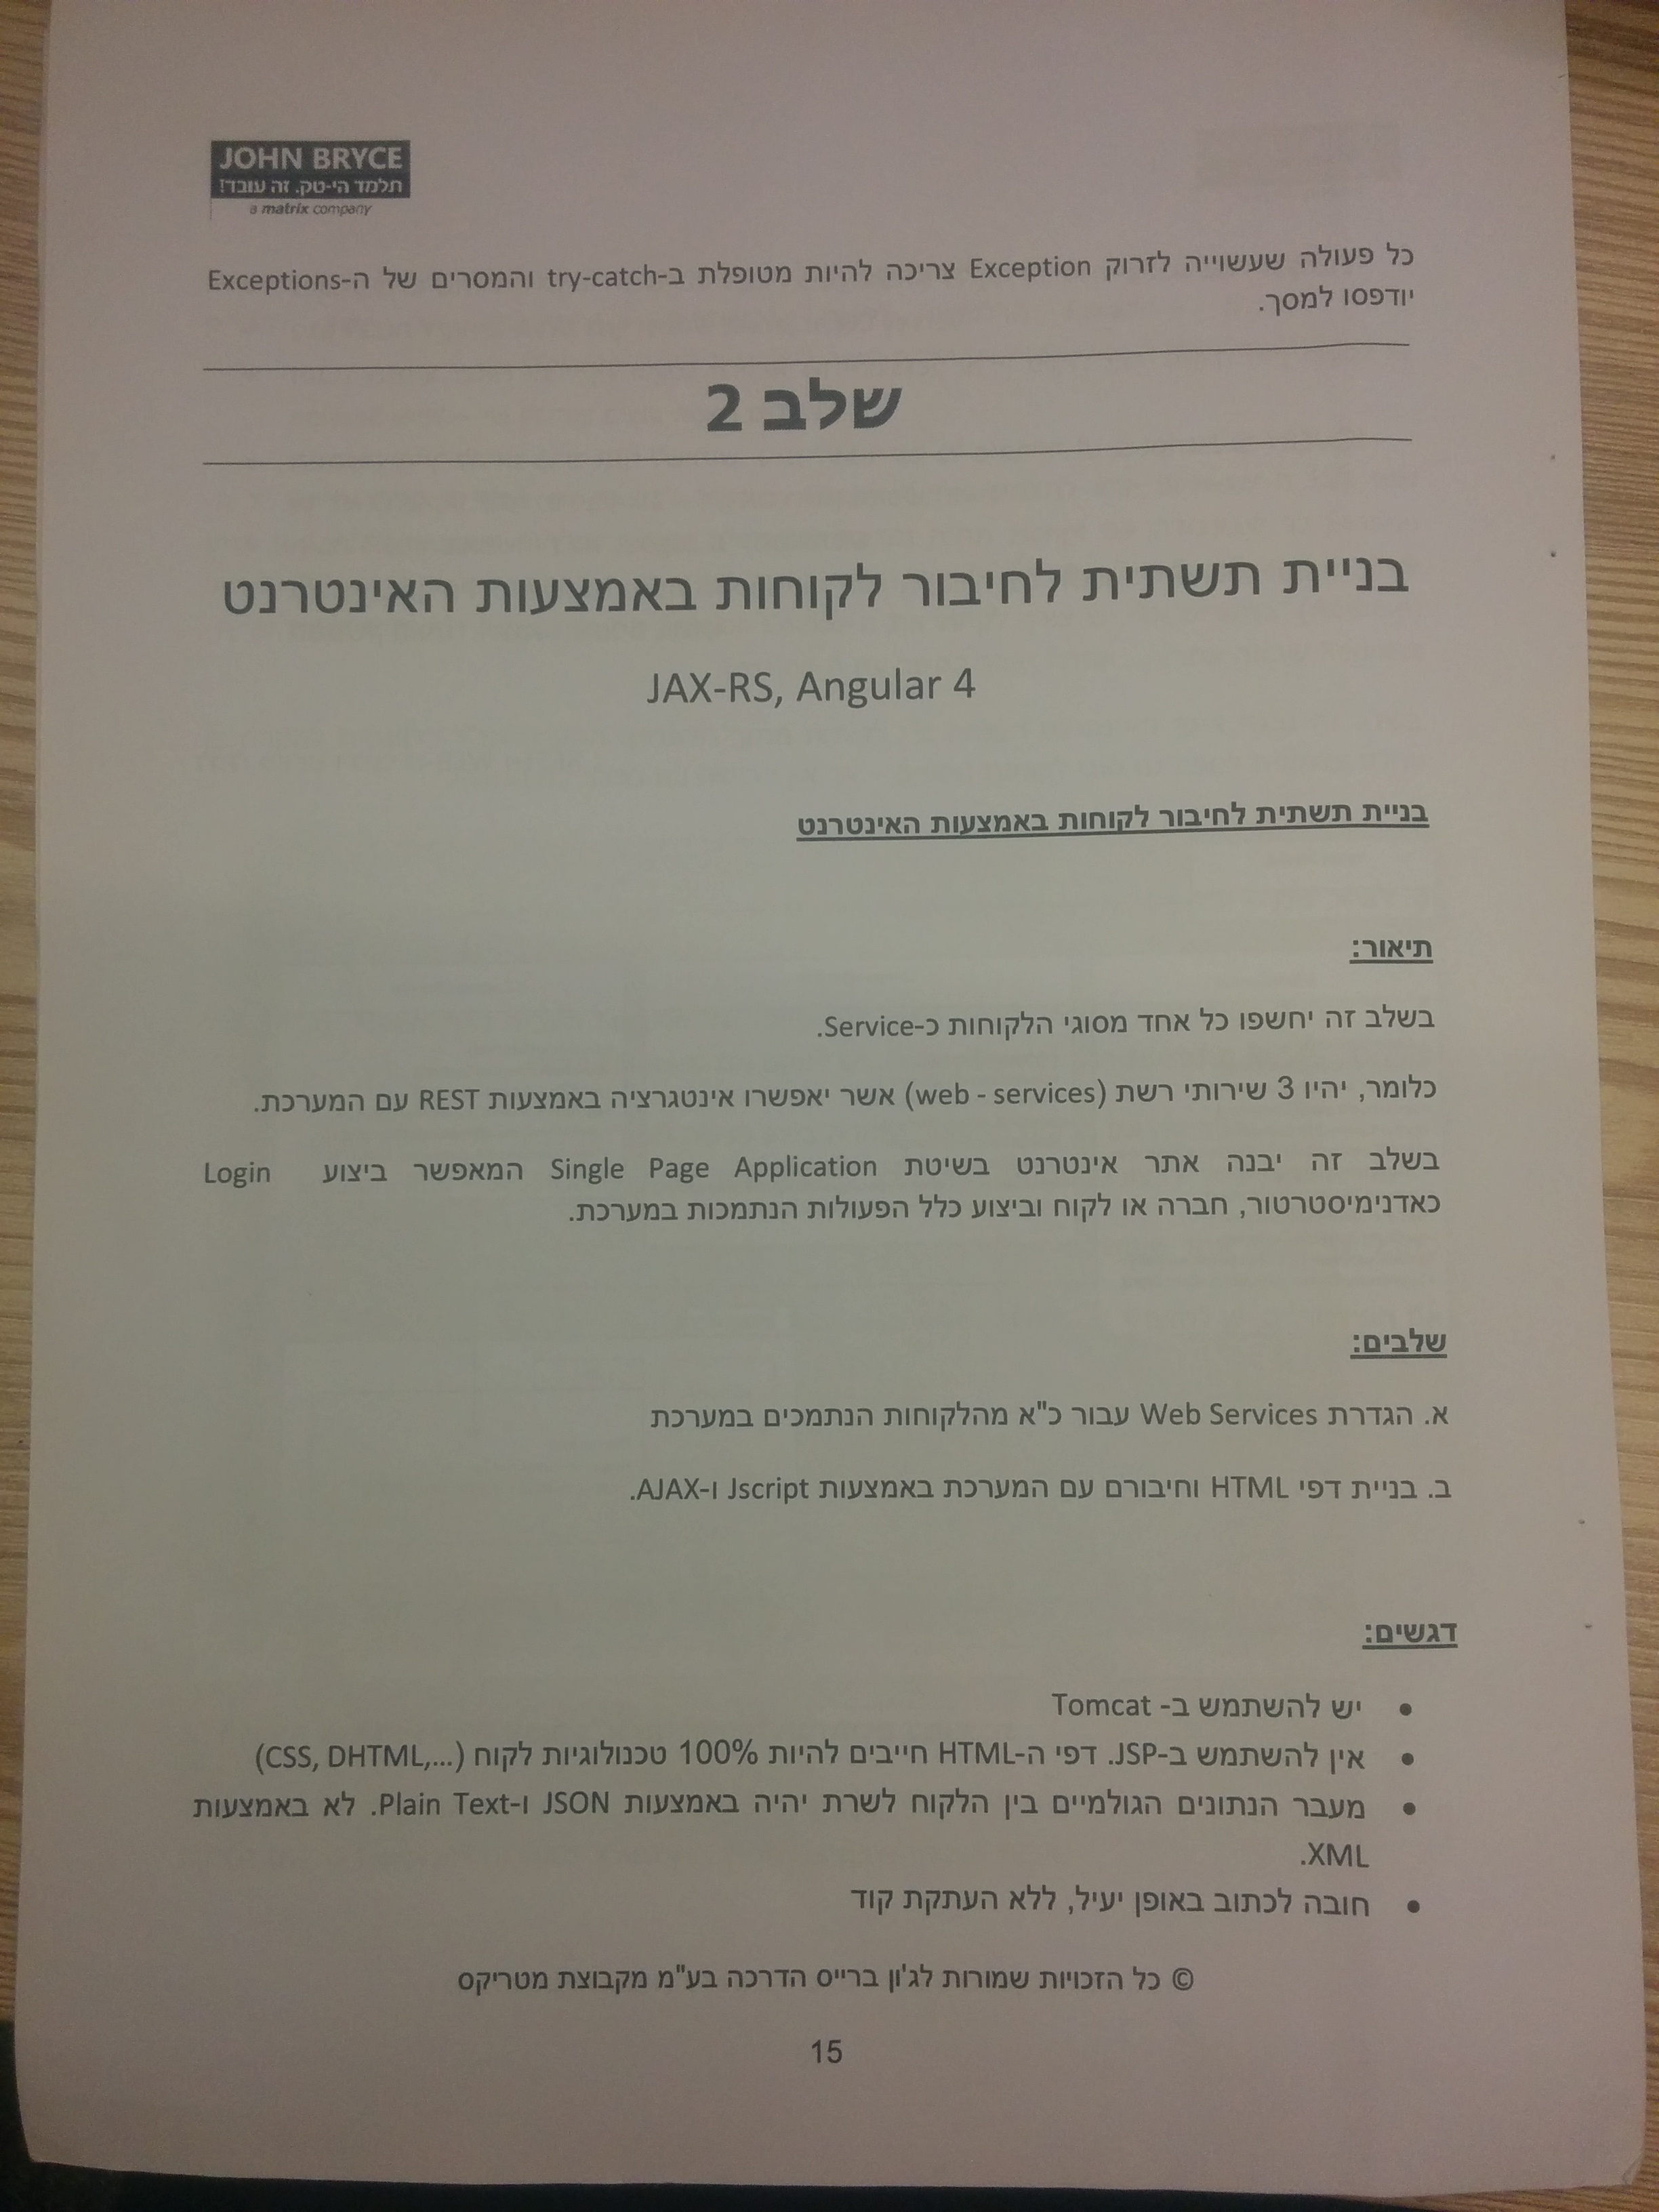 JOHN BRYCE
תלמד הי-טק. זה עובד!
a matrix company
כל פעולה שעשוייה לזרוק Exception צריכה להיות מטופלת ב-try-catch והמסרים של ה-Exceptions
יודפסו למסך.
שלב 2
בניית תשתית לחיבור לקוחות באמצעות האינטרנט
JAX-RS, Angular 4
בניית תשתית לחיבור לקוחות באמצעות האינטרנט
תיאור:
בשלב זה יחשפו כל אחד מסוגי הלקוחות כ-Service.
כלומר, יהיו 3 שירותי רשת (web - services) אשר יאפשרו אינטגרציה באמצעות REST עם המערכת.
בשלב זה יבנה אתר אינטרנט בשיטת Single Page Application המאפשר ביצוע Login
כאדנימיסטרטור, חברה או לקוח וביצוע כלל הפעולות הנתמכות במערכת.
שלבים:
א. הגדרת Web Services עבור כ"א מהלקוחות הנתמכים במערכת
ב. בניית דפי HTML וחיבורם עם המערכת באמצעות Jscript ו-AJAX.
דגשים:
• יש להשתמש ב- Tomcat
• אין להשתמש ב-JSP. דפי ה-HTML חייבים להיות 100% טכנולוגיות לקוח (CSS, DHTML,...)
• מעבר הנתונים הגולמיים בין הלקוח לשרת יהיה באמצעות JSON ו-Plain Text. לא באמצעות
XML.
• חובה לכתוב באופן יעיל, ללא העתקת קוד
© כל הזכויות שמורות לג'ון ברייס הדרכה בע"מ מקבוצת מטריקס
15